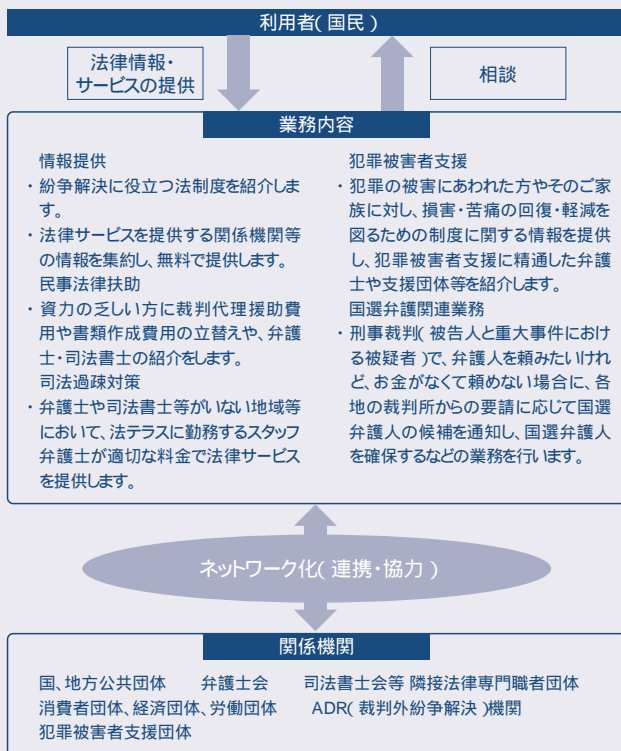 利用者(国民)
法律情報・
サービスの提供
相談
業務内容
情報提供
・紛争解決に役立つ法制度を紹介しま
す。
・法律サービスを提供する関係機関等
の情報を集約し、無料で提供します。
民事法律扶助
・資力の乏しい方に裁判代理援助費
用や書類作成費用の立替えや、弁護
士・司法書士の紹介をします。
司法過疎対策
・弁護士や司法書士等がいない地域等
において、法テラスに勤務するスタッフ
弁護士が適切な料金で法律サービス
を提供します。
犯罪被害者支援
・犯罪の被害にあわれた方やそのご家
族に対し、損害・苦痛の回復・軽減を
図るための制度に関する情報を提供
し、犯罪被害者支援に精通した弁護
士や支援団体等を紹介します。
国選弁護関連業務
・刑事裁判(被告人と重大事件におけ
る被疑者)で、弁護人を頼みたいけれ
ど、お金がなくて頼めない場合に、各
地の裁判所からの要請に応じて国選
弁護人の候補を通知し、国選弁護人
を確保するなどの業務を行います。
ネットワーク化(連携・協力)
関係機関
国、地方公共団体 弁護士会 司法書士会等 隣接法律専門職者団体
消費者団体、経済団体、労働団体 ADR(裁判外紛争解決)機関
犯罪被害者支援団体